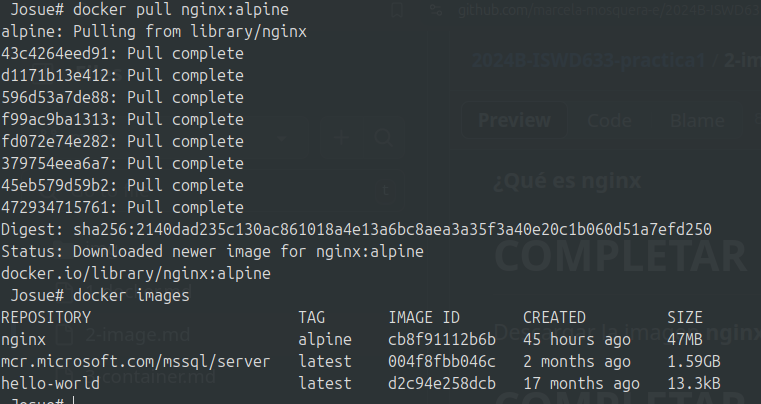 Josue# docker pull nginx:alpine
alpine: Pulling from library/nginx
43c4264eed91: Pull complete
d1171b13e412: Pull complete
596d53a7de88: Pull complete
f99ac9ba1313: Pull complete
fd072e74e282: Pull complete
379754eea6a7: Pull complete
45eb579d59b2: Pull complete
472934715761: Pull complete
Digest: sha256:2140dad235c130ac861018a4e13a6bc8aea3a35f3a40e20c1b060d51a7efd250
Status: Downloaded newer image for nginx:alpine
docker.io/library/nginx:alpine
Josue# docker images
REPOSITORY TAG IMAGE ID CREATED SIZE
nginx alpine cb8f91112b6b 45 hours ago 47MB
mcr.microsoft.com/mssql/server latest 004f8fbb046c 2 months ago 1.59GB
hello-world latest d2c94e258dcb 17 months ago 13.3kB
Josue#
2024B-ISWD633-practica1 / 2-im
Preview Code Blame
¿Qué es nginx
COMPLETAR
2-image.md
Descargar la imagen nginx
container.md